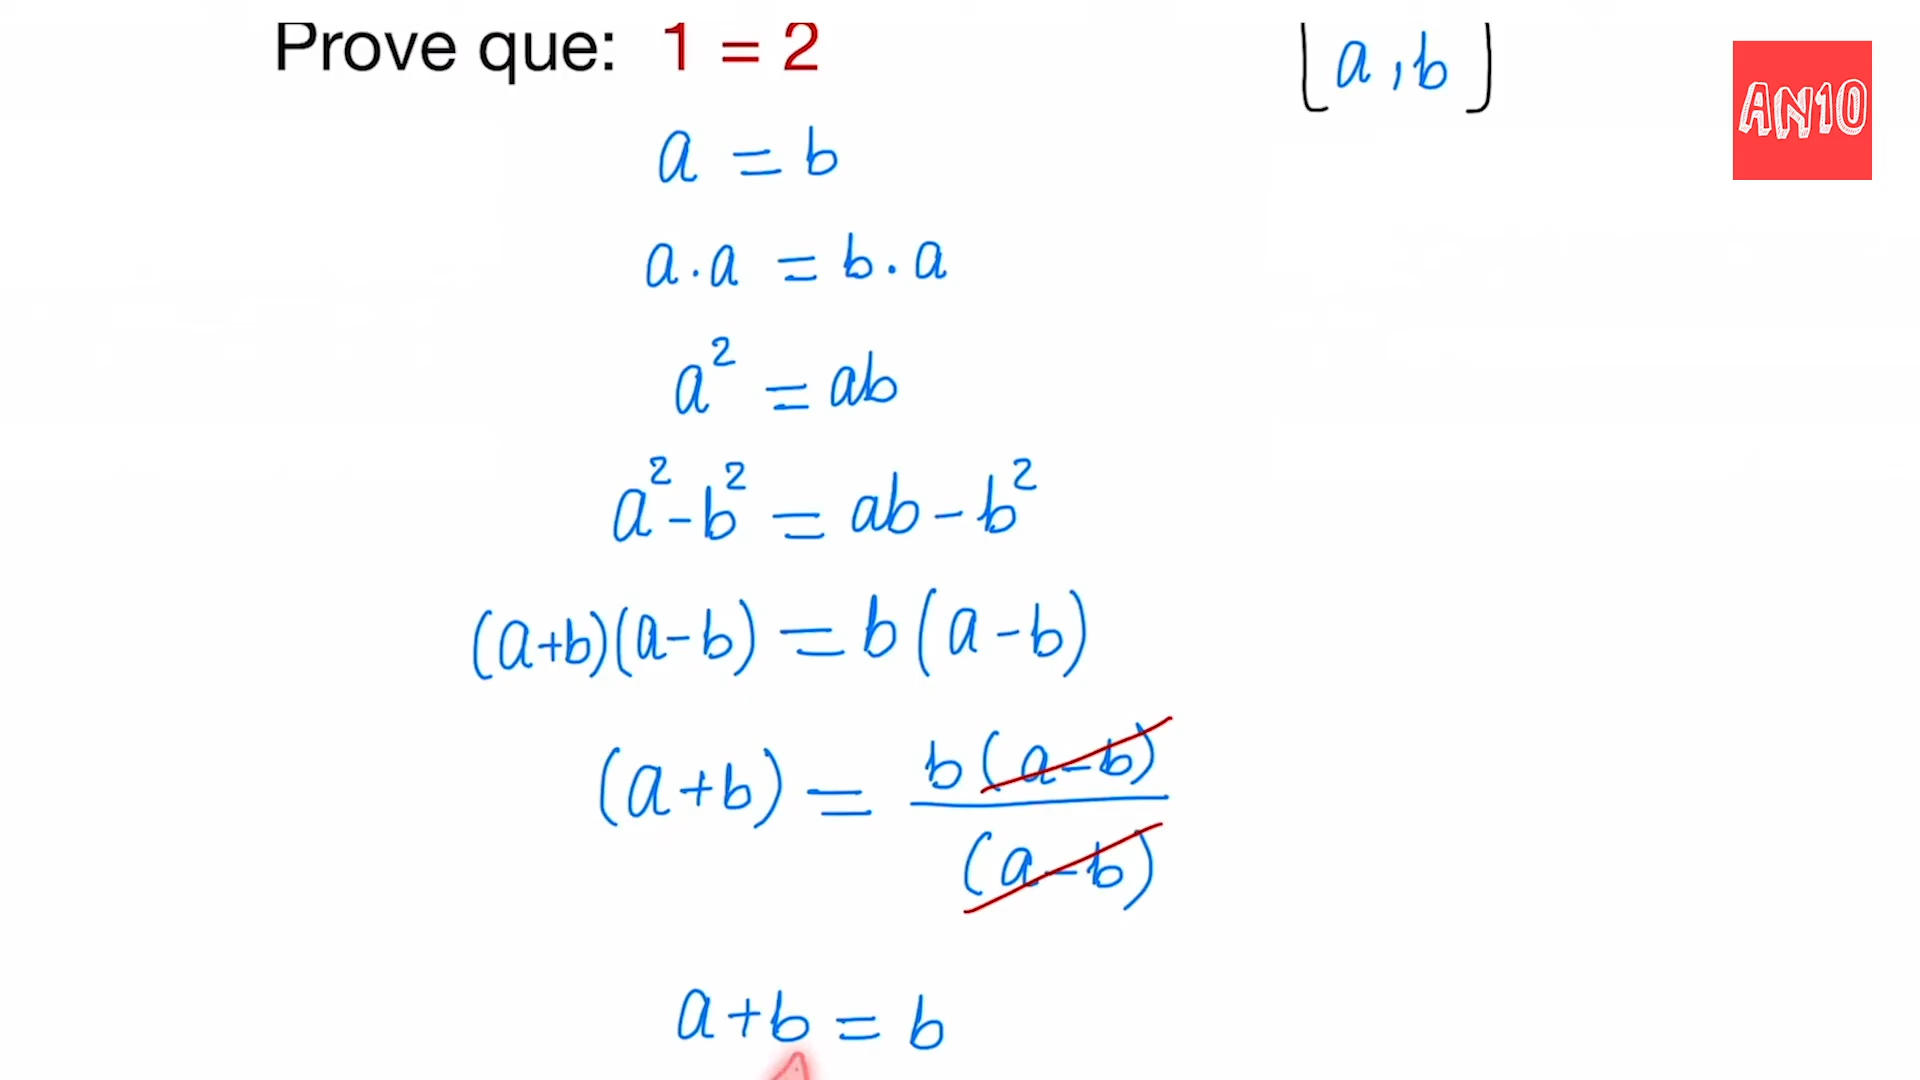 Prove que: 1 = 2
[a,b]
AN10
a = b
a.a = b.a
a² = ab
a²-b² = ab-b²
(a+b)(a-b) = b(a-b)
(a+b) = b(a-b)
(a-b)
a+b = b